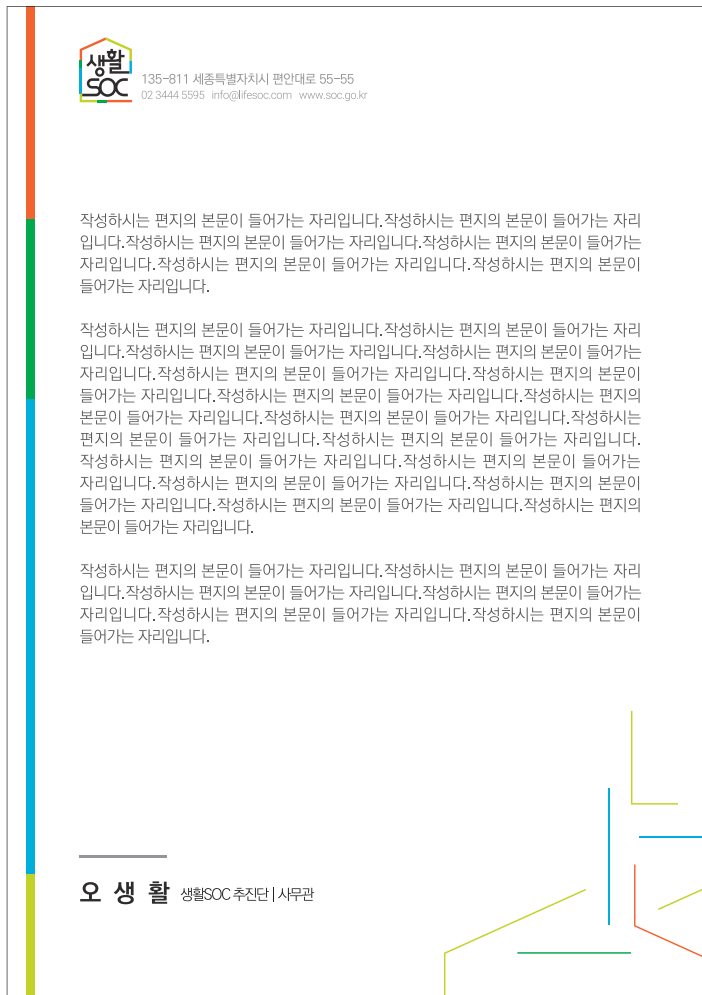 생활
SOC
135-811 세종특별자치시 편안대로 55-55
02 3444 5595 info@lifesoc.com www.soc.go.kr
작성하시는 편지의 본문이 들어가는 자리입니다.작성하시는 편지의 본문이 들어가는 자리
입니다.작성하시는 편지의 본문이 들어가는 자리입니다.작성하시는 편지의 본문이 들어가는
자리입니다.작성하시는 편지의 본문이 들어가는 자리입니다.작성하시는 편지의 본문이
들어가는 자리입니다.
작성하시는 편지의 본문이 들어가는 자리입니다.작성하시는 편지의 본문이 들어가는 자리
입니다.작성하시는 편지의 본문이 들어가는 자리입니다.작성하시는 편지의 본문이 들어가는
자리입니다.작성하시는 편지의 본문이 들어가는 자리입니다.작성하시는 편지의 본문이
들어가는 자리입니다.작성하시는 편지의 본문이 들어가는 자리입니다.작성하시는 편지의
본문이 들어가는 자리입니다.작성하시는 편지의 본문이 들어가는 자리입니다.작성하시는
편지의 본문이 들어가는 자리입니다.작성하시는 편지의 본문이 들어가는 자리입니다.
작성하시는 편지의 본문이 들어가는 자리입니다.작성하시는 편지의 본문이 들어가는
자리입니다.작성하시는 편지의 본문이 들어가는 자리입니다.작성하시는 편지의 본문이
들어가는 자리입니다.작성하시는 편지의 본문이 들어가는 자리입니다.작성하시는 편지의
본문이 들어가는 자리입니다.
작성하시는 편지의 본문이 들어가는 자리입니다.작성하시는 편지의 본문이 들어가는 자리
입니다.작성하시는 편지의 본문이 들어가는 자리입니다.작성하시는 편지의 본문이 들어가는
자리입니다.작성하시는 편지의 본문이 들어가는 자리입니다.작성하시는 편지의 본문이
들어가는 자리입니다.
오 생 활 생활SOC 추진단 | 사무관